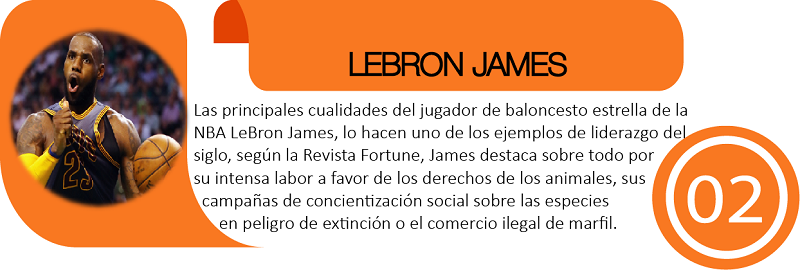 LEBRON JAMES
Las principales cualidades del jugador de baloncesto estrella de la
NBA LeBron James, lo hacen uno de los ejemplos de liderazgo del
siglo, según la Revista Fortune, James destaca sobre todo por
su intensa labor a favor de los derechos de los animales, sus
campañas de concientización social sobre las especies
en peligro de extinción o el comercio ilegal de marfil.
02
23